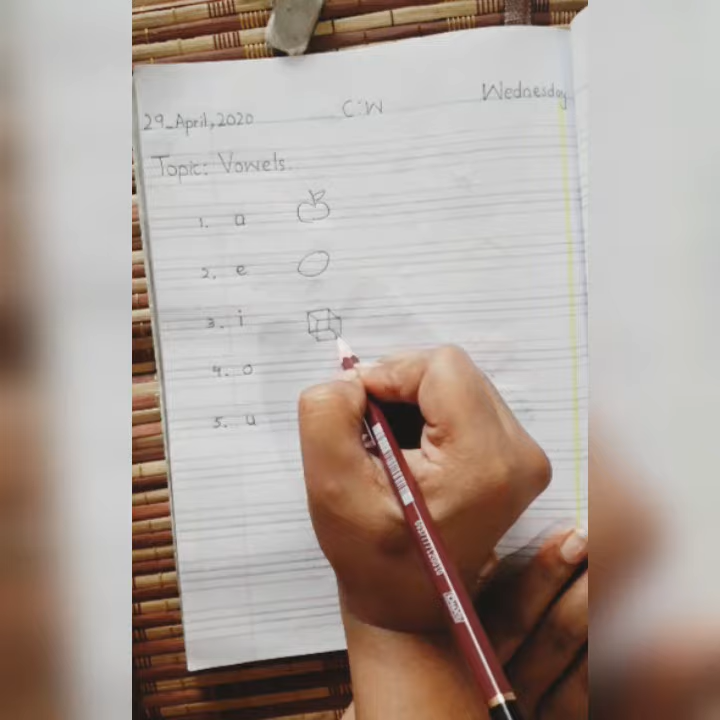 29_April,2020 C:W Wednesday
Topic: Vowels.
1. a
2. e
3. i
4. o
5. u